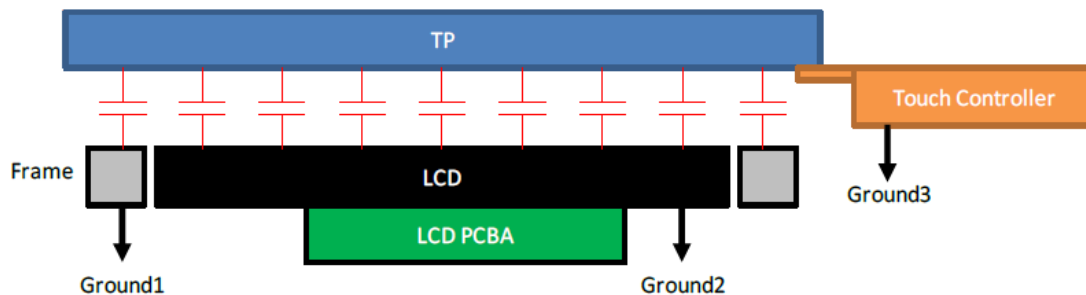 TP
Touch Controller
Frame
LCD
Ground3
LCD PCBA
Ground1
Ground2